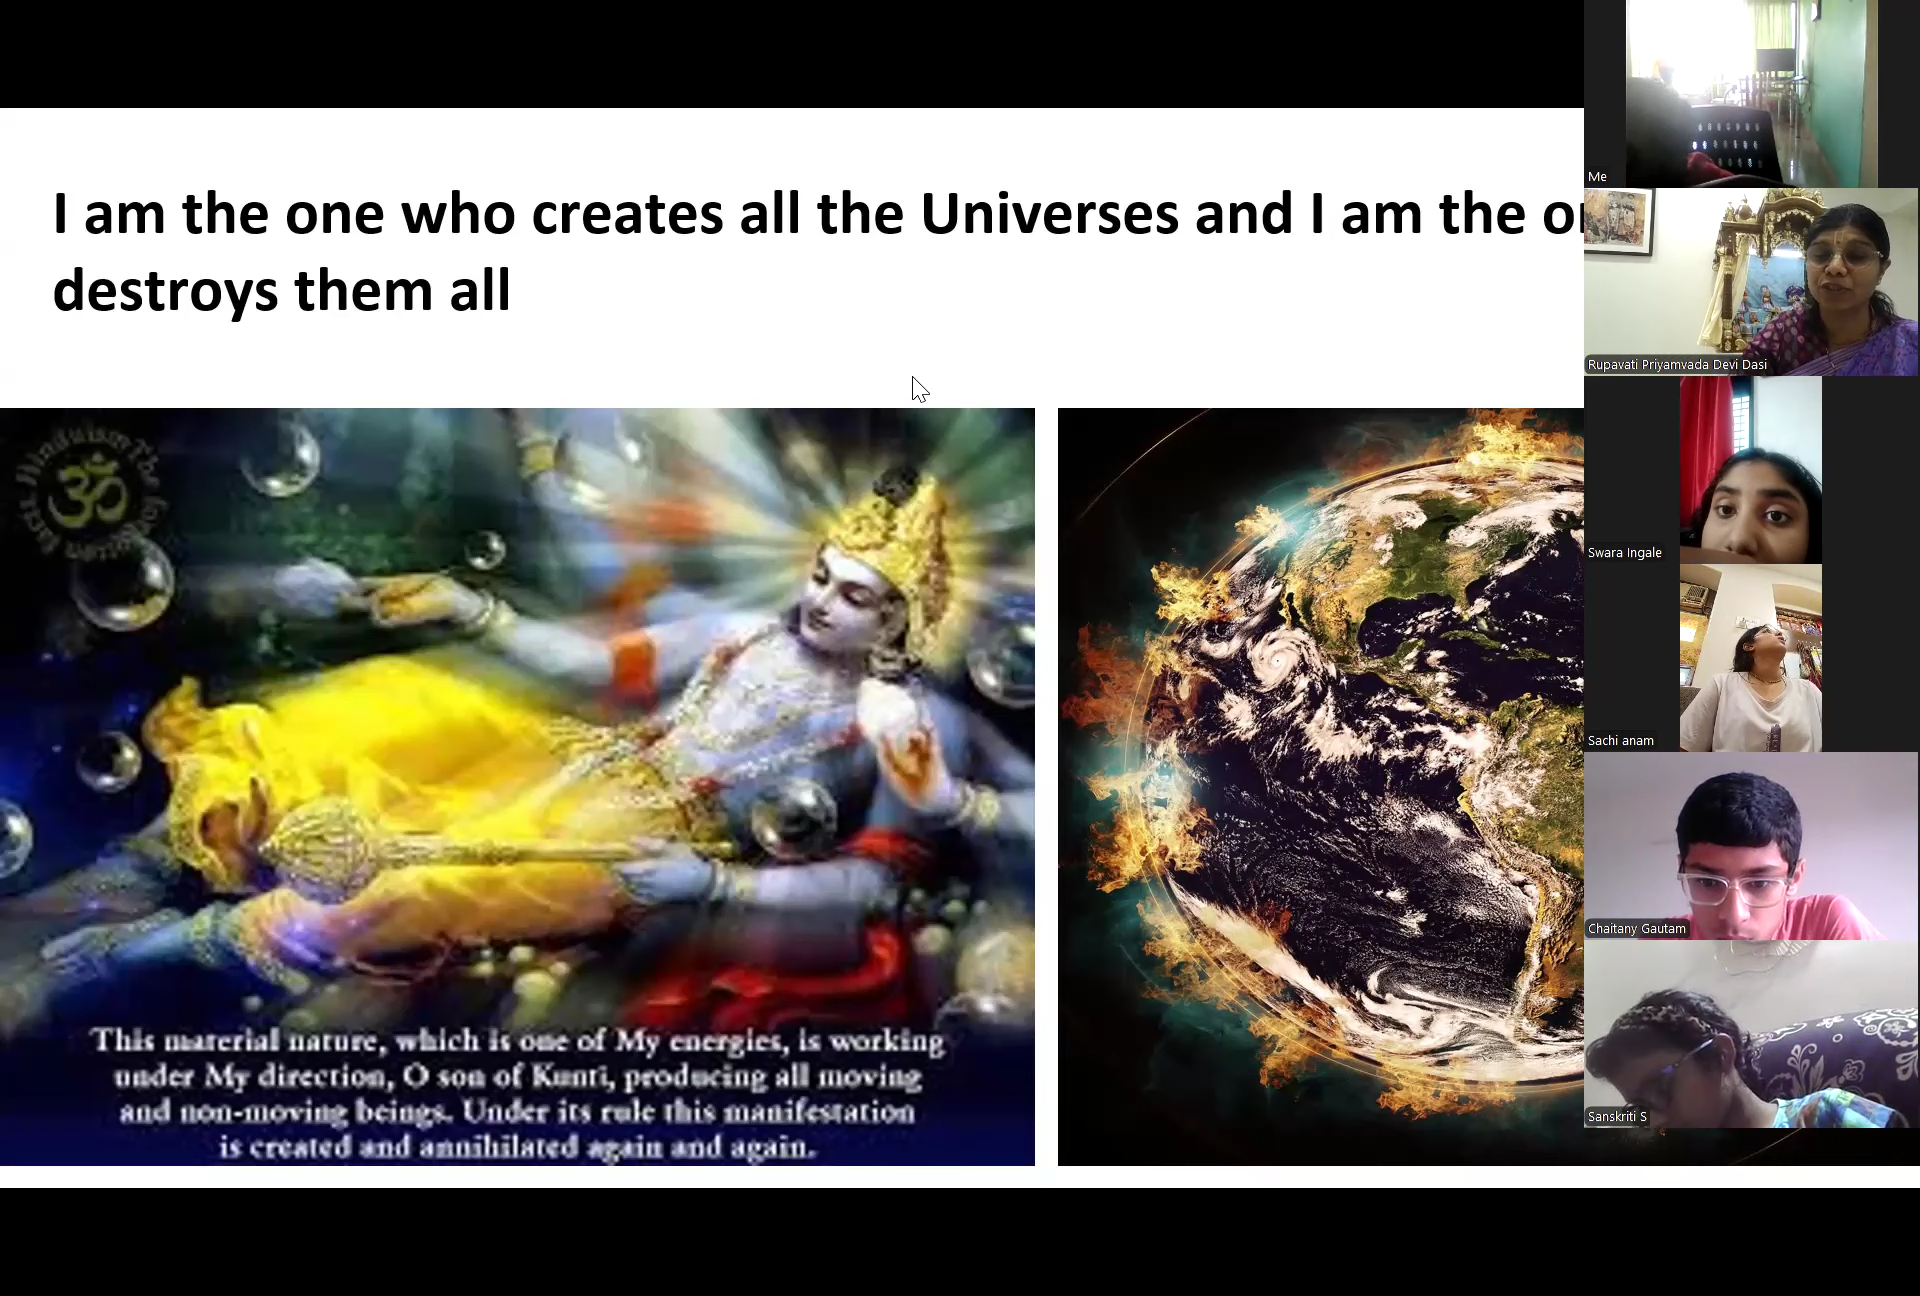 I am the one who creates all the Universes and I am the
destroys them all
ॐ
This material nature, which is one of My energies, is working
under My direction, O son of Kunti, producing all moving
and non-moving beings. Under its rule this manifestation
is created and annihilated again and again.
Me
Rupavati Priyamvada Devi Dasi
Swara Ingale
Sachi anam
Chaitany Gautam
Sanskriti S